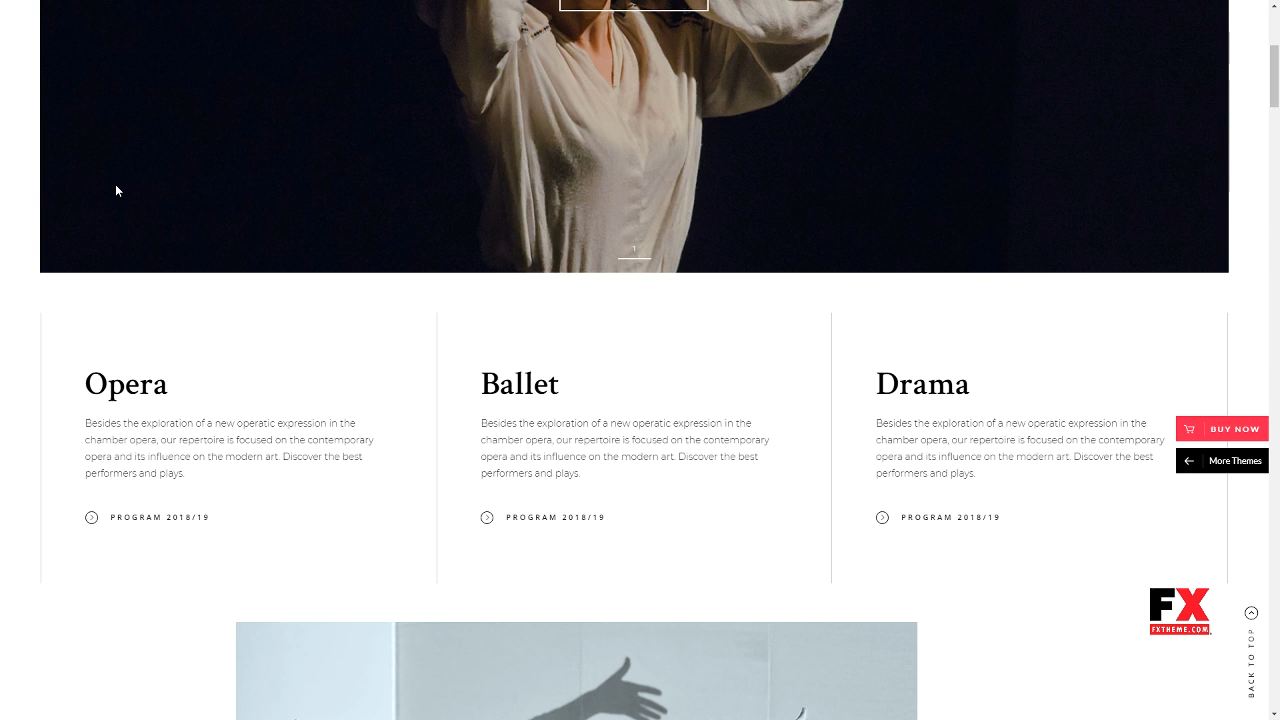 1
Opera
Besides the exploration of a new operatic expression in the
chamber opera, our repertoire is focused on the contemporary
opera and its influence on the modern art. Discover the best
performers and plays.
PROGRAM 2018/19
Ballet
Besides the exploration of a new operatic expression in the
chamber opera, our repertoire is focused on the contemporary
opera and its influence on the modern art. Discover the best
performers and plays.
PROGRAM 2018/19
Drama
Besides the exploration of a new operatic expression in the
chamber opera, our repertoire is focused on the contemporary
opera and its influence on the modern art. Discover the best
performers and plays.
PROGRAM 2018/19
BUY NOW
More Themes
FX
FXTHEME.COM
BACK TO TOP